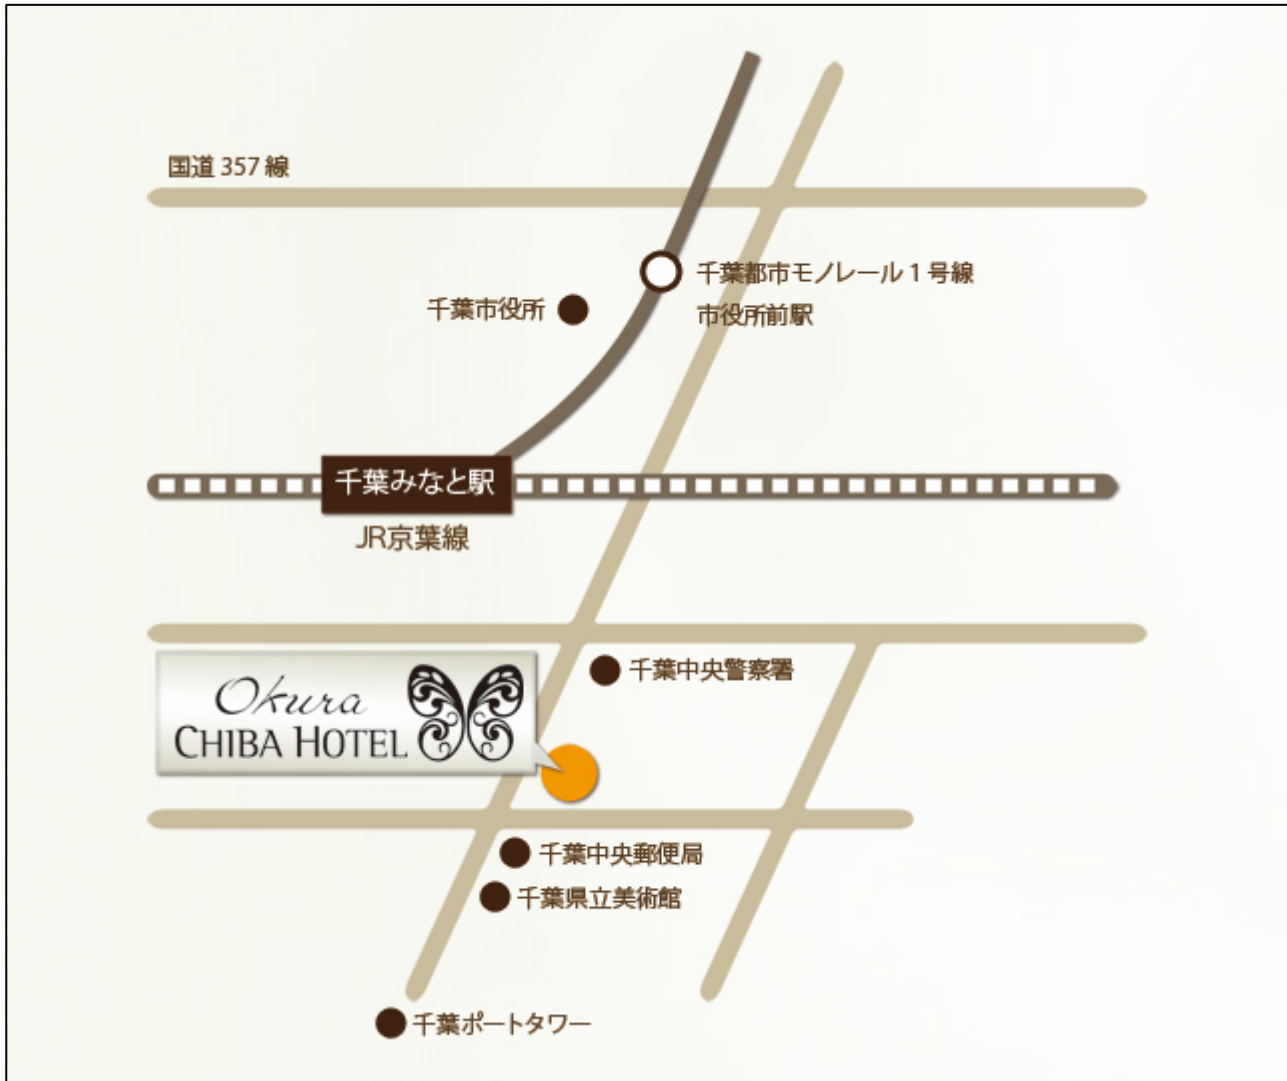 国道 357 線
千葉都市モノレール 1 号線
市役所前駅
千葉市役所
千葉みなと駅
JR京葉線
千葉中央警察署
Okura
CHIBA HOTEL
千葉中央郵便局
千葉県立美術館
千葉ポートタワー